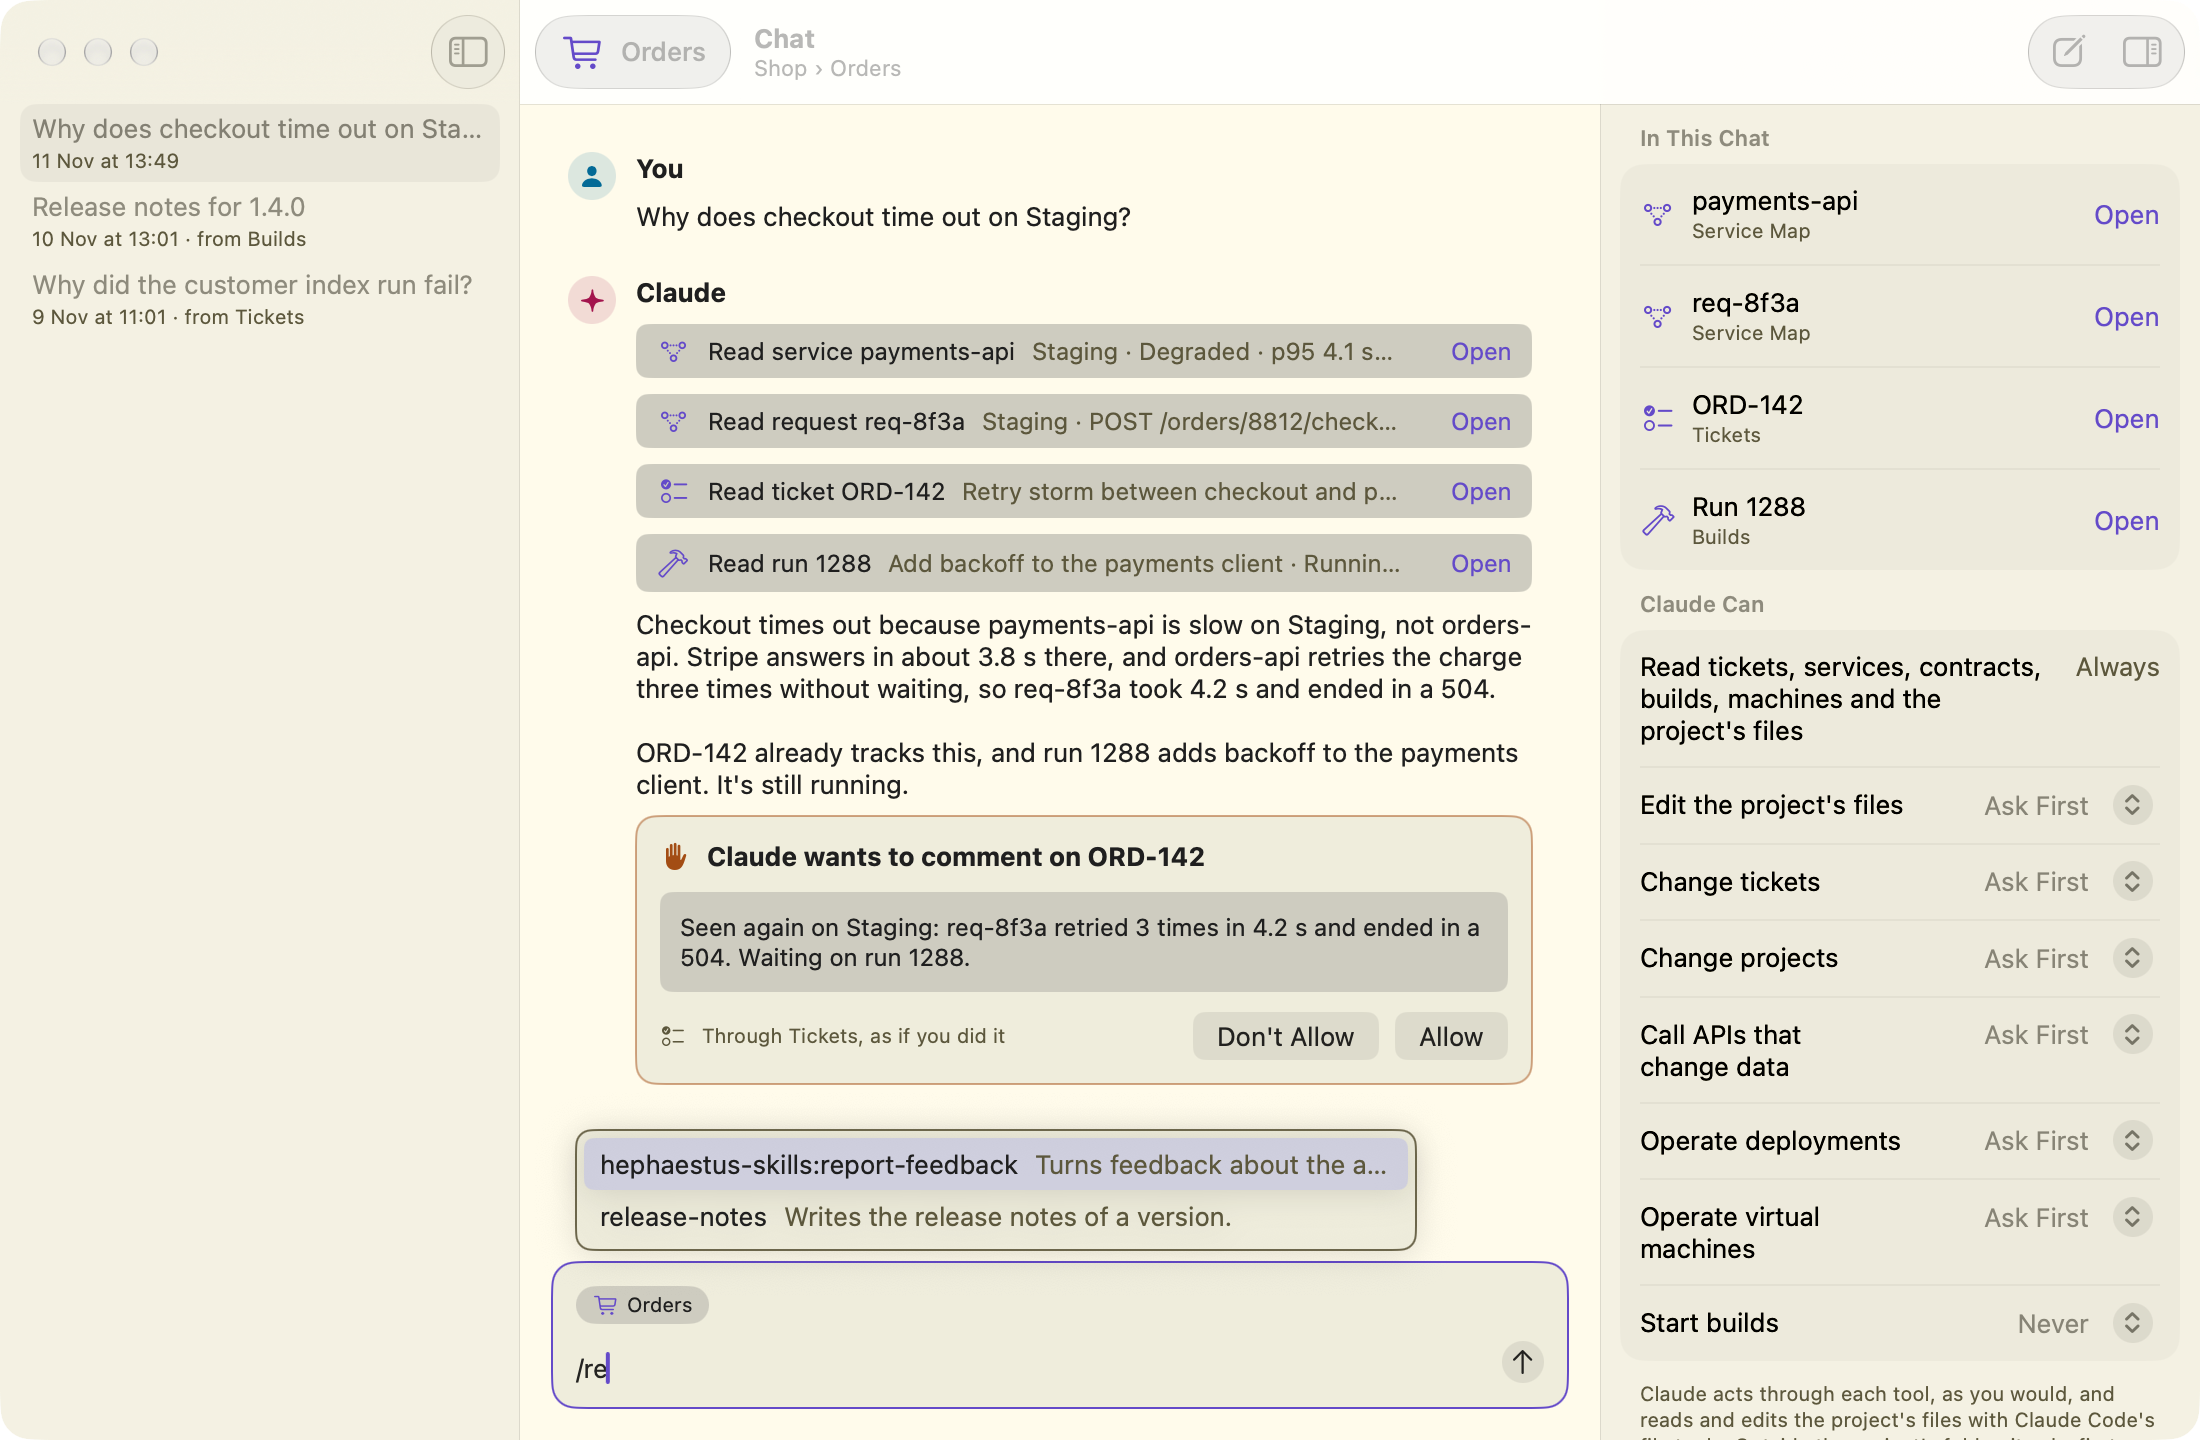 Orders
Chat
Shop › Orders
Why does checkout time out on Sta...
11 Nov at 13:49
Release notes for 1.4.0
10 Nov at 13:01 · from Builds
Why did the customer index run fail?
9 Nov at 11:01 · from Tickets
You
Why does checkout time out on Staging?
Claude
Read service payments-api Staging · Degraded · p95 4.1 s... Open
Read request req-8f3a Staging · POST /orders/8812/check... Open
Read ticket ORD-142 Retry storm between checkout and p... Open
Read run 1288 Add backoff to the payments client · Runnin... Open
Checkout times out because payments-api is slow on Staging, not orders-
api. Stripe answers in about 3.8 s there, and orders-api retries the charge
three times without waiting, so req-8f3a took 4.2 s and ended in a 504.
ORD-142 already tracks this, and run 1288 adds backoff to the payments
client. It's still running.
Claude wants to comment on ORD-142
Seen again on Staging: req-8f3a retried 3 times in 4.2 s and ended in a
504. Waiting on run 1288.
Through Tickets, as if you did it
Don't Allow
Allow
hephaestus-skills:report-feedback Turns feedback about the a...
release-notes Writes the release notes of a version.
Orders
/re
In This Chat
payments-api
Service Map
Open
req-8f3a
Service Map
Open
ORD-142
Tickets
Open
Run 1288
Builds
Open
Claude Can
Read tickets, services, contracts, Always
builds, machines and the
project's files
Edit the project's files Ask First
Change tickets Ask First
Change projects Ask First
Call APIs that Ask First
change data
Operate deployments Ask First
Operate virtual Ask First
machines
Start builds Never
Claude acts through each tool, as you would, and
reads and edits the project's files with Claude Code's